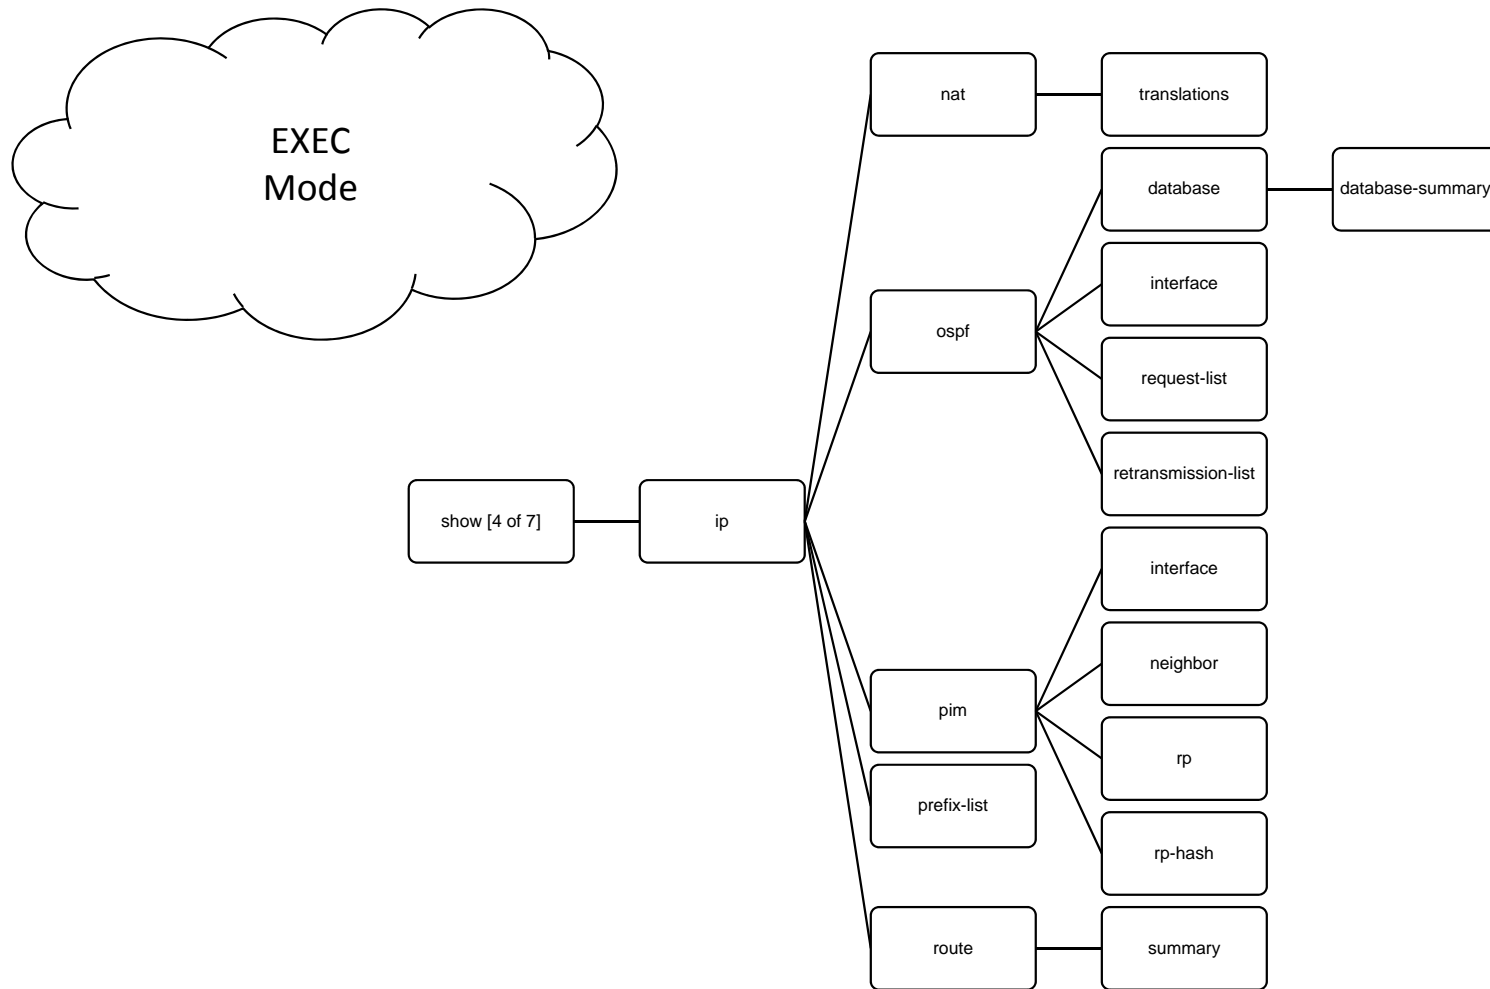 EXEC
Mode
nat
translations
database
database-summary
interface
ospf
request-list
retransmission-list
show [4 of 7]
ip
interface
neighbor
pim
rp
prefix-list
rp-hash
route
summary